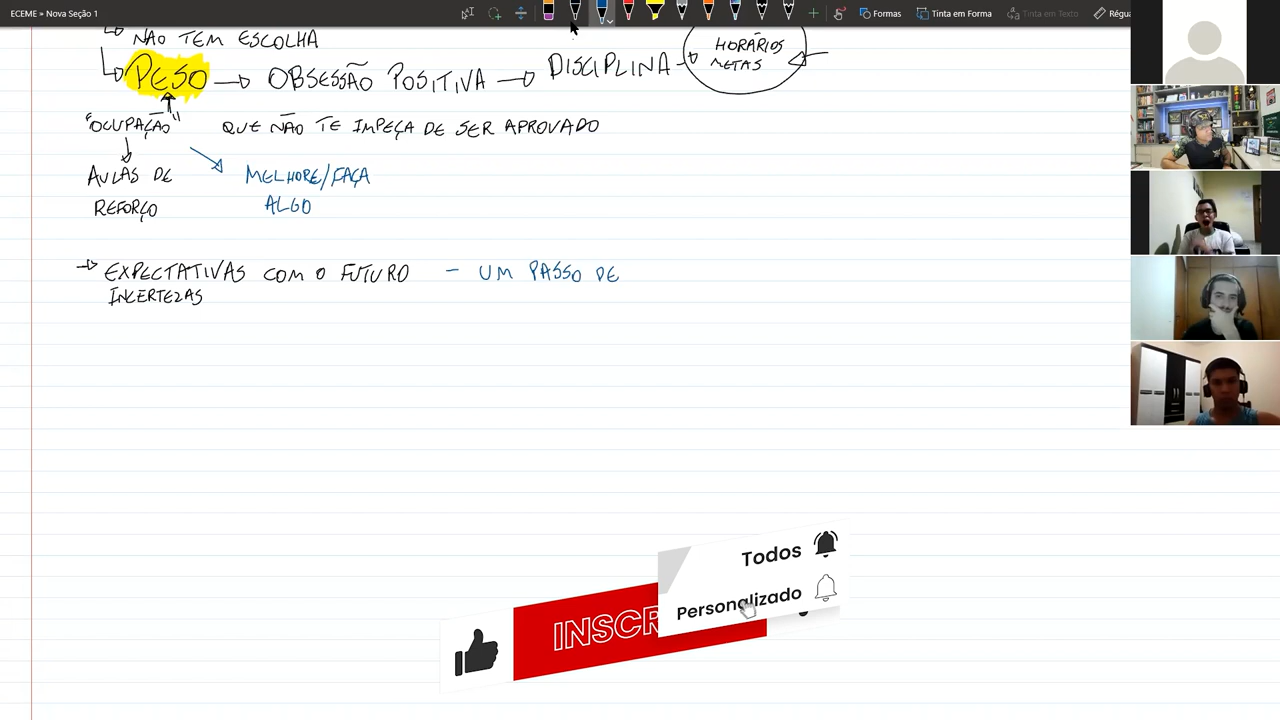 ECEME » Nova Seção 1
Formas
Tinta em Forma
Tinta em Texto
Régua
NÃO TEM ESCOLHA
PESO → OBSESSÃO POSITIVA → DISCIPLINA → HORÁRIOS
METAS
"OCUPAÇÃO" QUE NÃO TE IMPEÇA DE SER APROVADO
AULAS DE MELHORE/FAÇA
REFORÇO ALGO
→ EXPECTATIVAS COM O FUTURO - UM PASSO DE
INCERTEZAS
Todos
Personalizado
INSCR